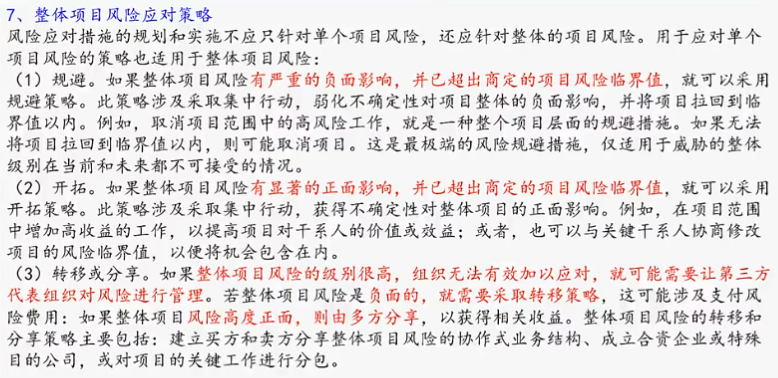 7、整体项目风险应对策略
风险应对措施的规划和实施不应只针对单个项目风险，还应针对整体的项目风险。用于应对单个
项目风险的策略也适用于整体项目风险：
（1）规避。如果整体项目风险有严重的负面影响，并已超出商定的项目风险临界值，就可以采用
规避策略。此策略涉及采取集中行动，弱化不确定性对项目整体的负面影响，并将项目拉回到临
界值以内。例如，取消项目范围中的高风险工作，就是一种整个项目层面的规避措施。如果无法
将项目拉回到临界值以内，则可能取消项目。这是最极端的风险规避措施，仅适用于威胁的整体
级别在当前和未来都不可接受的情况。
（2）开拓。如果整体项目风险有显著的正面影响，并已超出商定的项目风险临界值，就可以采用
开拓策略。此策略涉及采取集中行动，获得不确定性对整体项目的正面影响。例如，在项目范围
中增加高收益的工作，以提高项目对干系人的价值或效益；或者，也可以与关键干系人协商修改
项目的风险临界值，以便将机会包含在内。
（3）转移或分享。如果整体项目风险的级别很高，组织无法有效加以应对，就可能需要让第三方
代表组织对风险进行管理。若整体项目风险是负面的，就需要采取转移策略，这可能涉及支付风
险费用：如果整体项目风险高度正面，则由多方分享，以获得相关收益。整体项目风险的转移和
分享策略主要包括：建立买方和卖方分享整体项目风险的协作式业务结构、成立合资企业或特殊
目的公司，或对项目的关键工作进行分包。